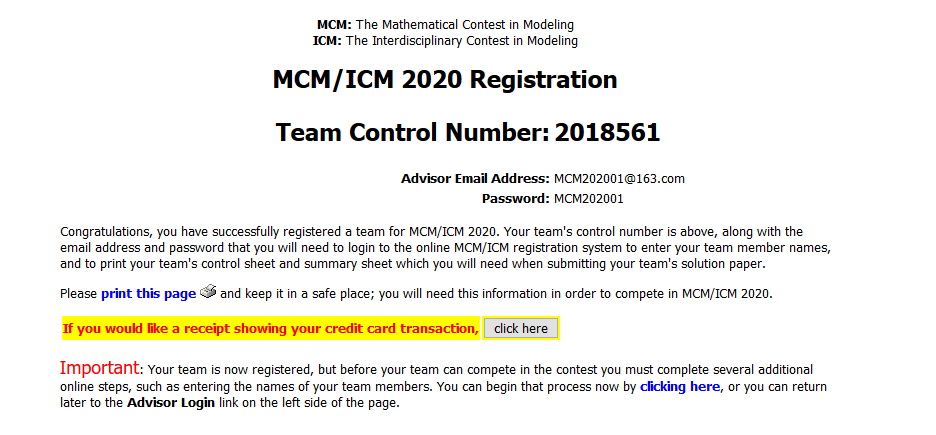 MCM: The Mathematical Contest in Modeling
ICM: The Interdisciplinary Contest in Modeling
MCM/ICM 2020 Registration
Team Control Number: 2018561
Advisor Email Address: MCM202001@163.com
Password: MCM202001
Congratulations, you have successfully registered a team for MCM/ICM 2020. Your team's control number is above, along with the
email address and password that you will need to login to the online MCM/ICM registration system to enter your team member names,
and to print your team's control sheet and summary sheet which you will need when submitting your team's solution paper.
Please print this page and keep it in a safe place; you will need this information in order to compete in MCM/ICM 2020.
If you would like a receipt showing your credit card transaction, click here
Important: Your team is now registered, but before your team can compete in the contest you must complete several additional
online steps, such as entering the names of your team members. You can begin that process now by clicking here, or you can return
later to the Advisor Login link on the left side of the page.